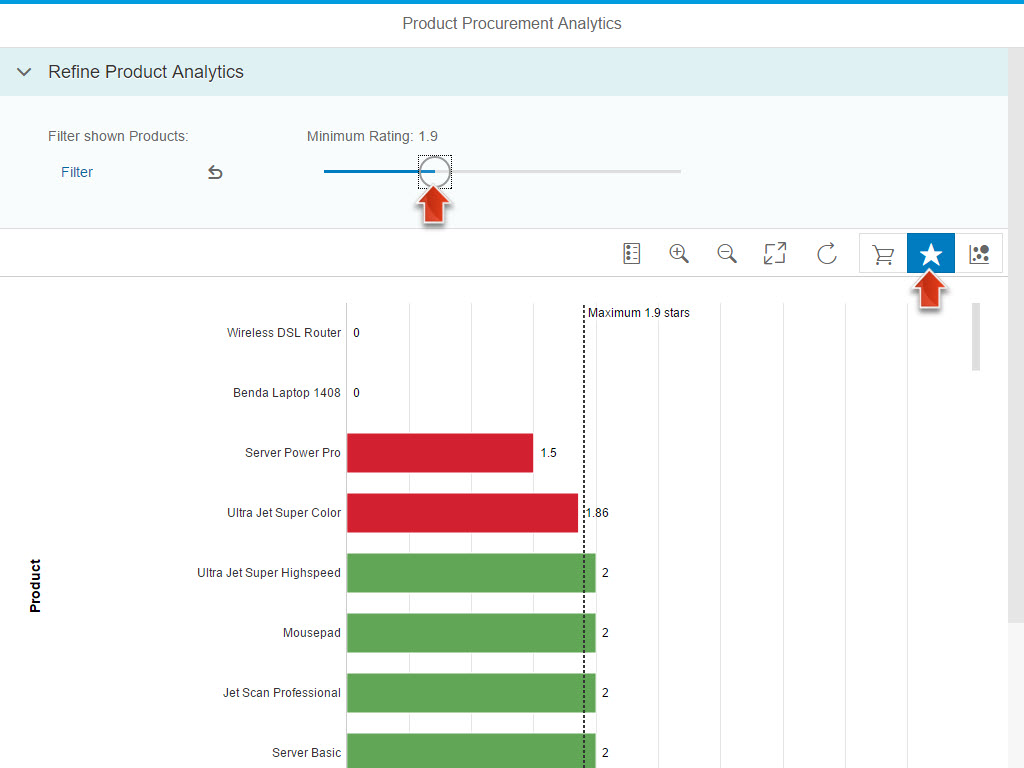 Product Procurement Analytics
Refine Product Analytics
Filter shown Products:
Minimum Rating: 1.9
Filter
Maximum 1.9 stars
Wireless DSL Router 0
Benda Laptop 1408 0
Server Power Pro 1.5
Ultra Jet Super Color 1.86
Ultra Jet Super Highspeed 2
Product
Mousepad 2
Jet Scan Professional 2
Server Basic 2